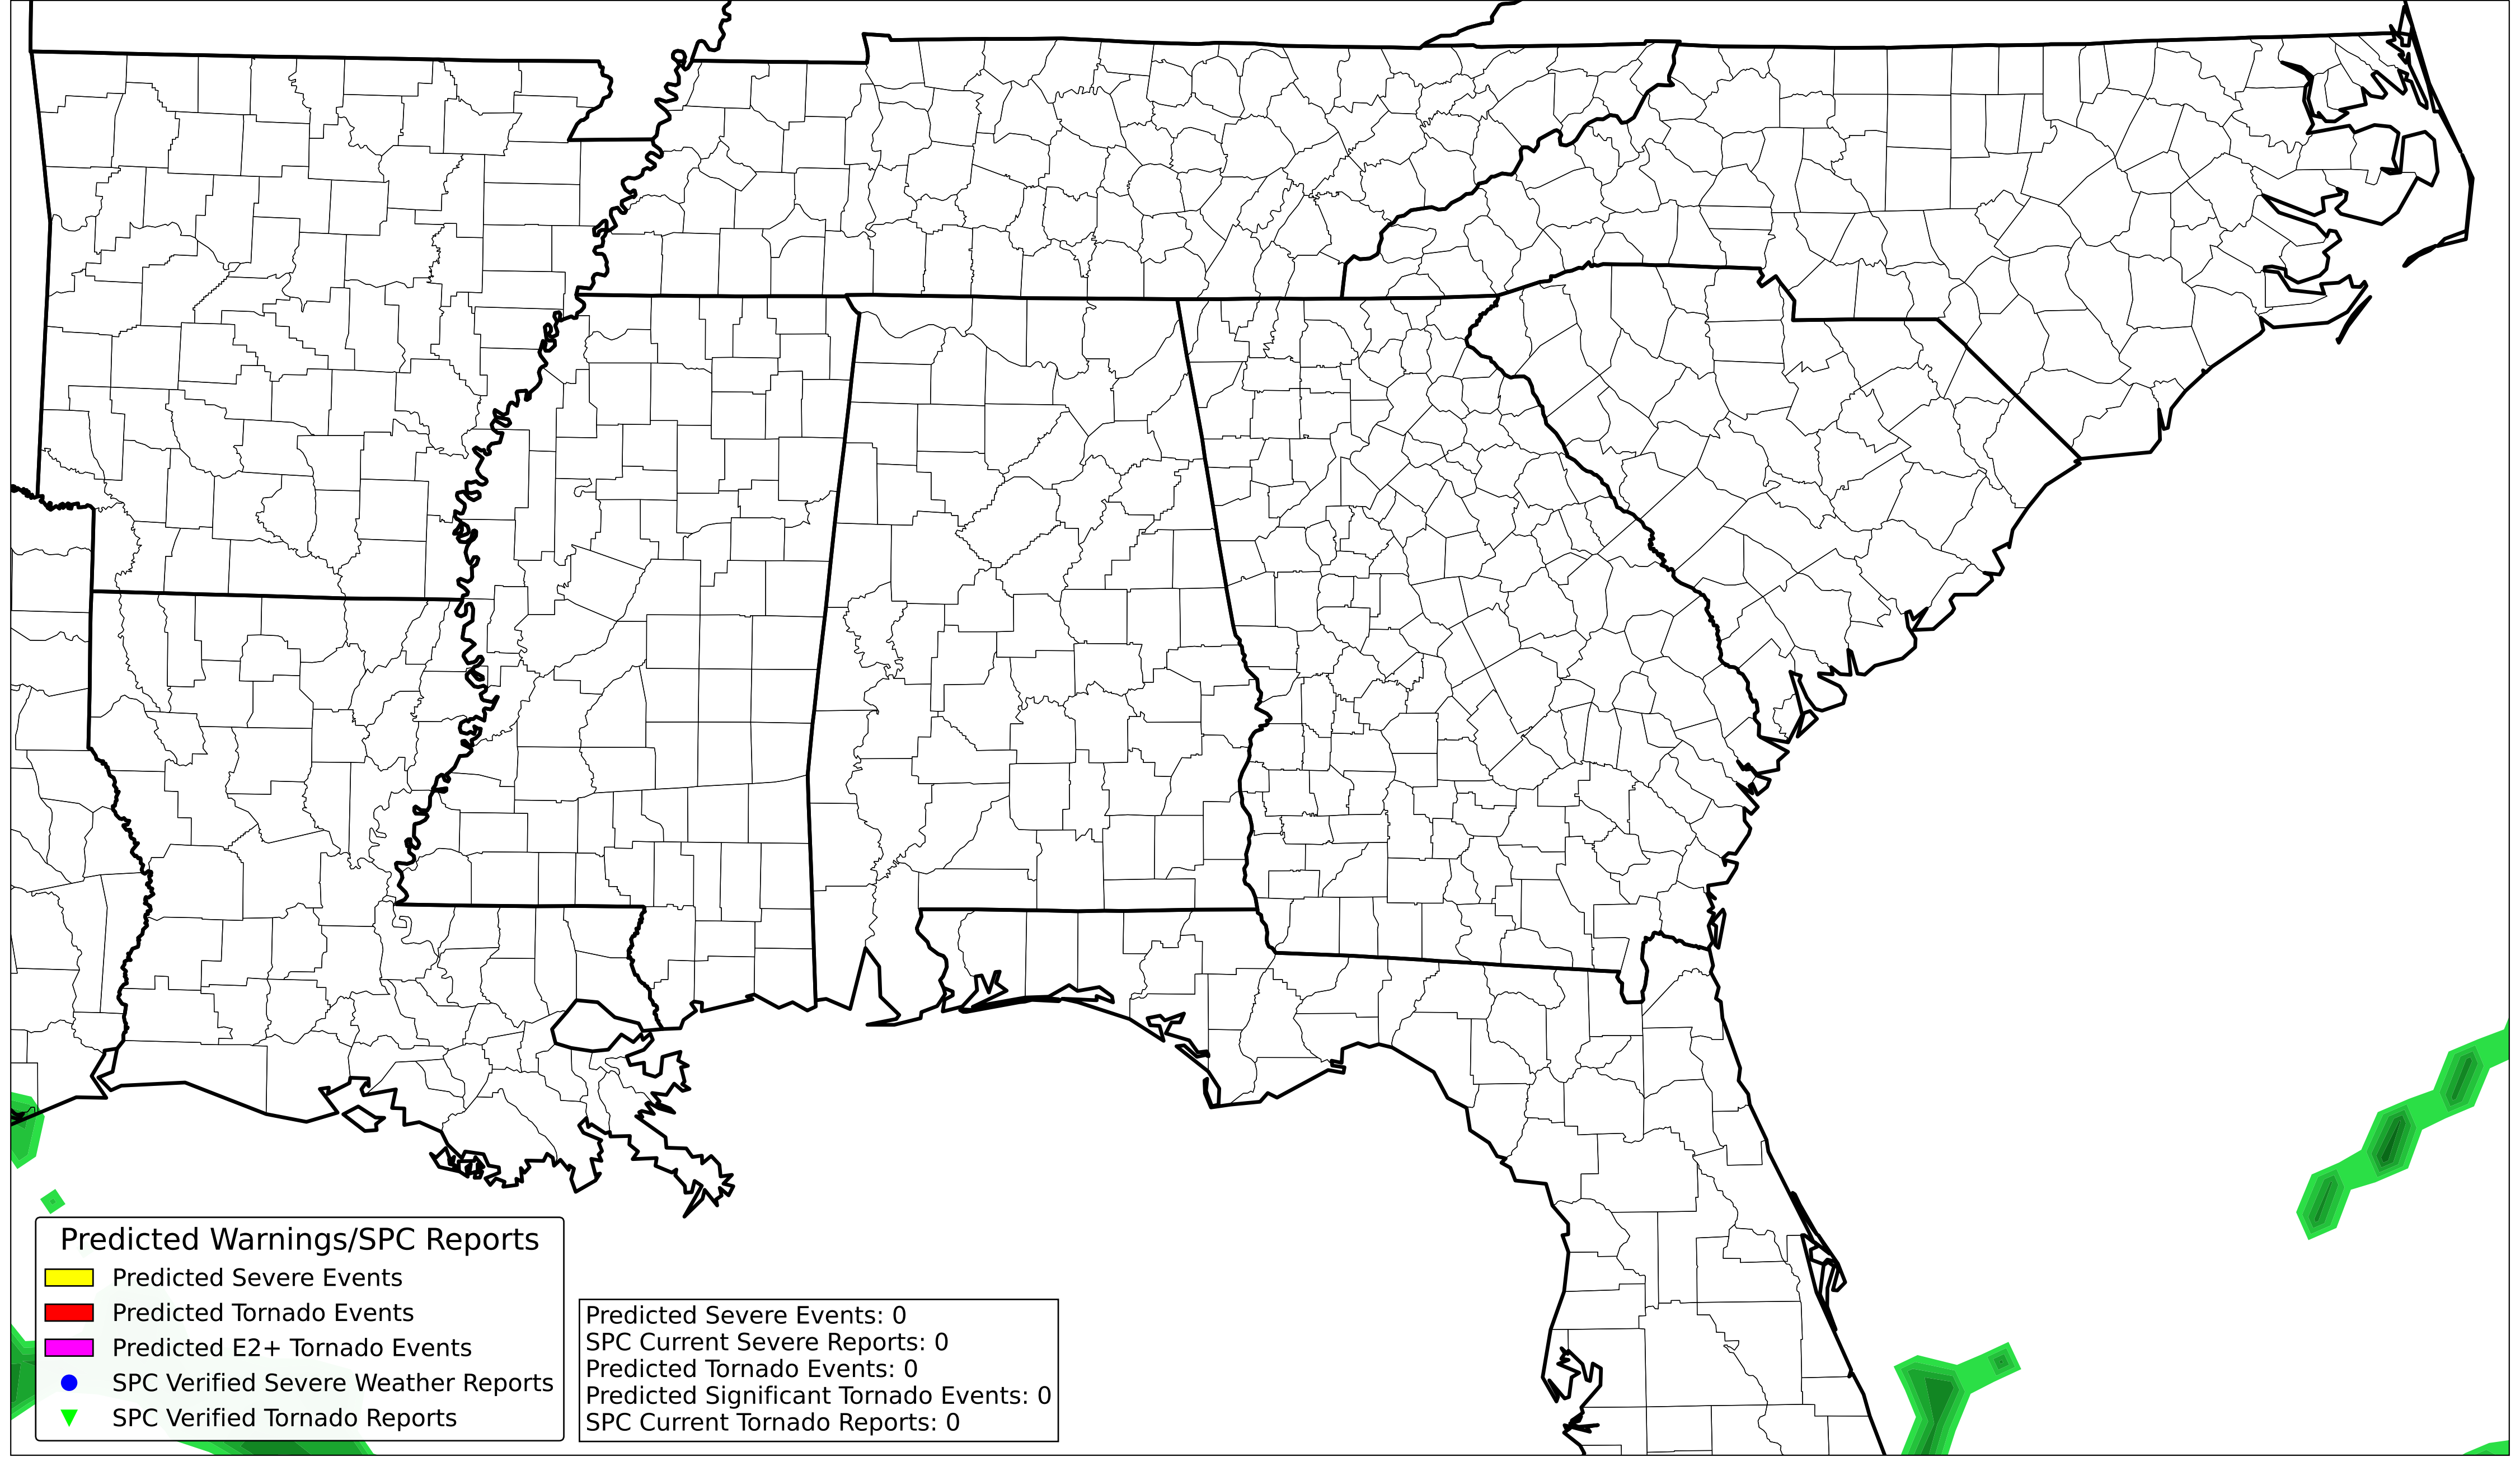 Predicted Warnings/SPC Reports
Predicted Severe Events
Predicted Tornado Events
Predicted E2+ Tornado Events
SPC Verified Severe Weather Reports
SPC Verified Tornado Reports
Predicted Severe Events: 0
SPC Current Severe Reports: 0
Predicted Tornado Events: 0
Predicted Significant Tornado Events: 0
SPC Current Tornado Reports: 0